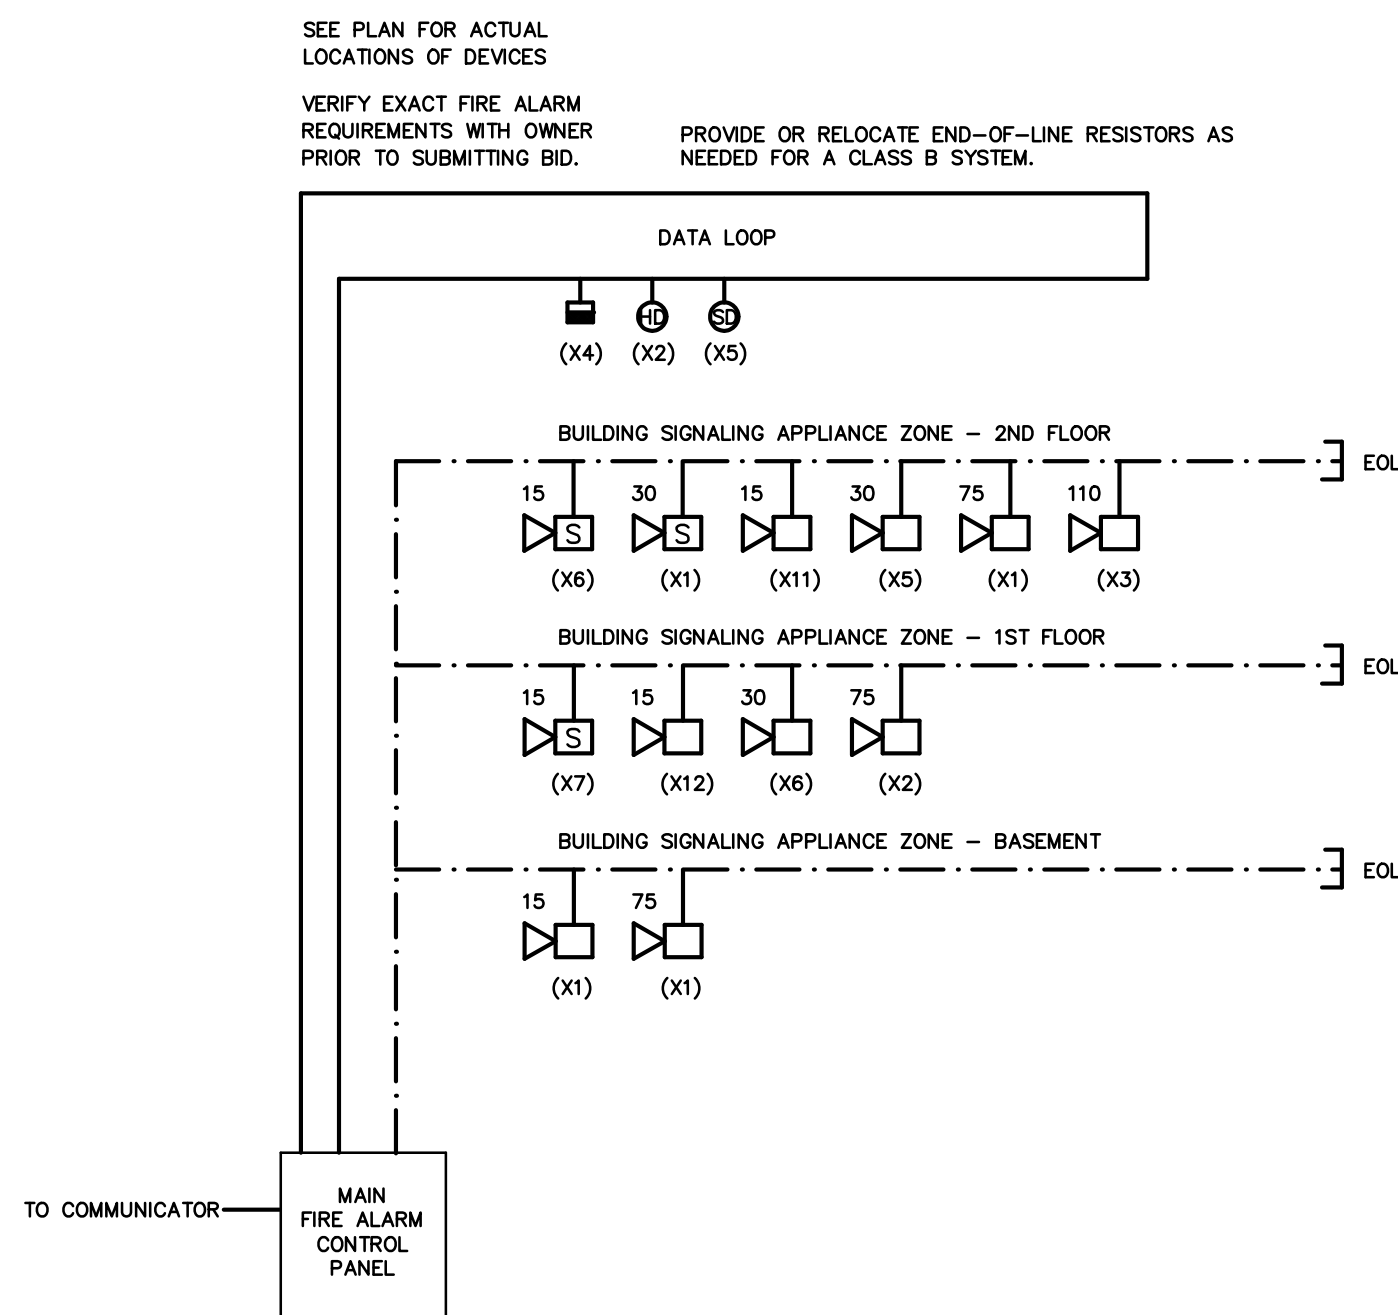 SEE PLAN FOR ACTUAL
LOCATIONS OF DEVICES
VERIFY EXACT FIRE ALARM
REQUIREMENTS WITH OWNER
PRIOR TO SUBMITTING BID.
PROVIDE OR RELOCATE END-OF-LINE RESISTORS AS
NEEDED FOR A CLASS B SYSTEM.
DATA LOOP
HD SD
(X4) (X2) (X5)
BUILDING SIGNALING APPLIANCE ZONE - 2ND FLOOR
EOL
15 30 15 30 75 110
S S
(X6) (X1) (X11) (X5) (X1) (X3)
BUILDING SIGNALING APPLIANCE ZONE - 1ST FLOOR
EOL
15 15 30 75
S
(X7) (X12) (X6) (X2)
BUILDING SIGNALING APPLIANCE ZONE - BASEMENT
EOL
15 75
(X1) (X1)
TO COMMUNICATOR
MAIN
FIRE ALARM
CONTROL
PANEL